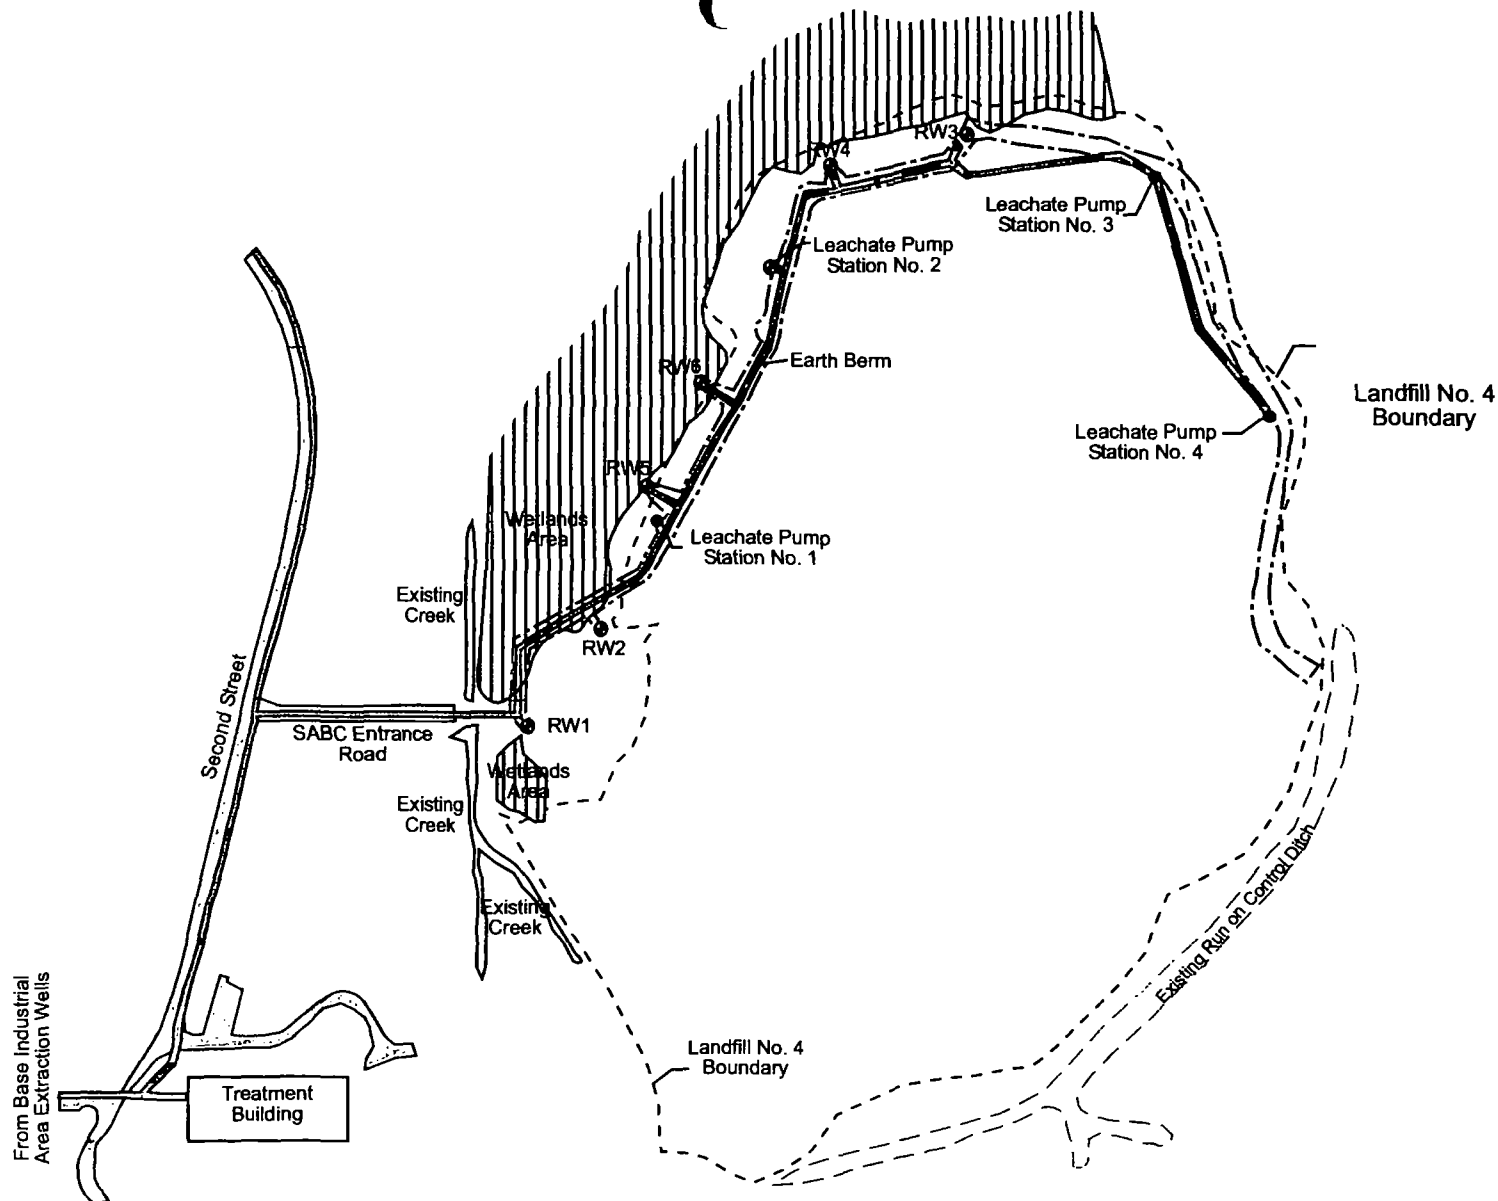 RW3
RW4
Leachate Pump
Station No. 3
Leachate Pump
Station No. 2
Earth Berm
RW6
Landfill No. 4
Boundary
Leachate Pump
Station No. 4
RW5
Wetlands
Area
Leachate Pump
Station No. 1
Existing
Creek
RW2
Second Street
RW1
SABC Entrance
Road
Wetlands
Area
Existing
Creek
Existing
Creek
Existing Run on Control Ditch
From Base Industrial
Area Extraction Wells
Landfill No. 4
Boundary
Treatment
Building